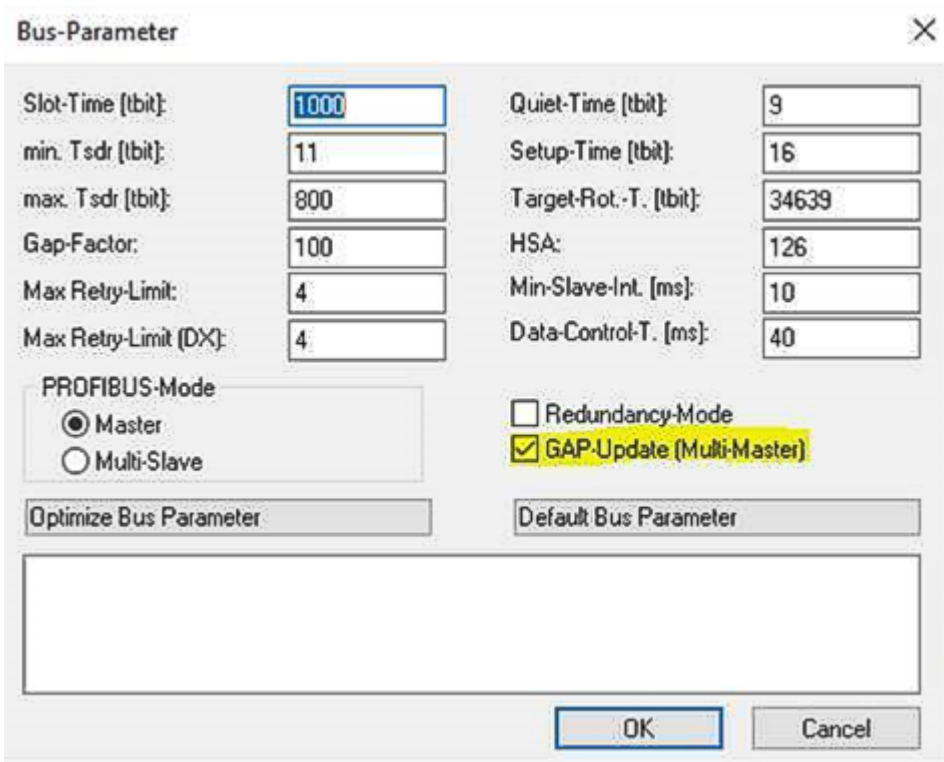 Bus-Parameter
Slot-Time [tbit]: 1000 Quiet-Time [tbit]: 9
min. Tsdr [tbit]: 11 Setup-Time [tbit]: 16
max. Tsdr [tbit]: 800 Target-Rot.-T. [tbit]: 34639
Gap-Factor: 100 HSA: 126
Max Retry-Limit: 4 Min-Slave-Int. [ms]: 10
Max Retry-Limit (DX): 4 Data-Control-T. [ms]: 40
PROFIBUS-Mode
Master
Multi-Slave
Redundancy-Mode
GAP-Update (Multi-Master)
Optimize Bus Parameter Default Bus Parameter
OK Cancel